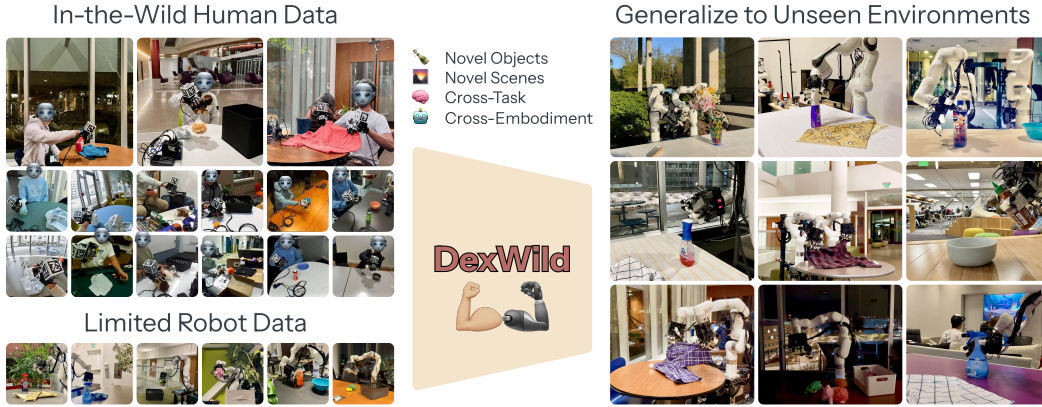 In-the-Wild Human Data
Limited Robot Data
Novel Objects
Novel Scenes
Cross-Task
Cross-Embodiment
DexWild
Generalize to Unseen Environments